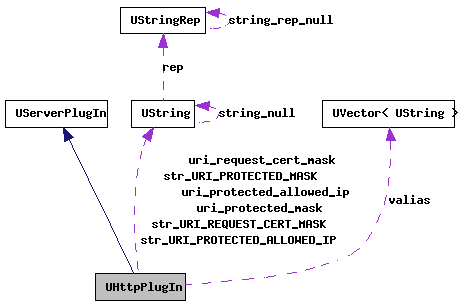 UStringRep
string_rep_null
rep
UServerPlugIn
UString
string_null
UVector< UString >
uri_request_cert_mask
str_URI_PROTECTED_MASK
uri_protected_allowed_ip
uri_protected_mask
str_URI_REQUEST_CERT_MASK
str_URI_PROTECTED_ALLOWED_IP
valias
UHttpPlugIn